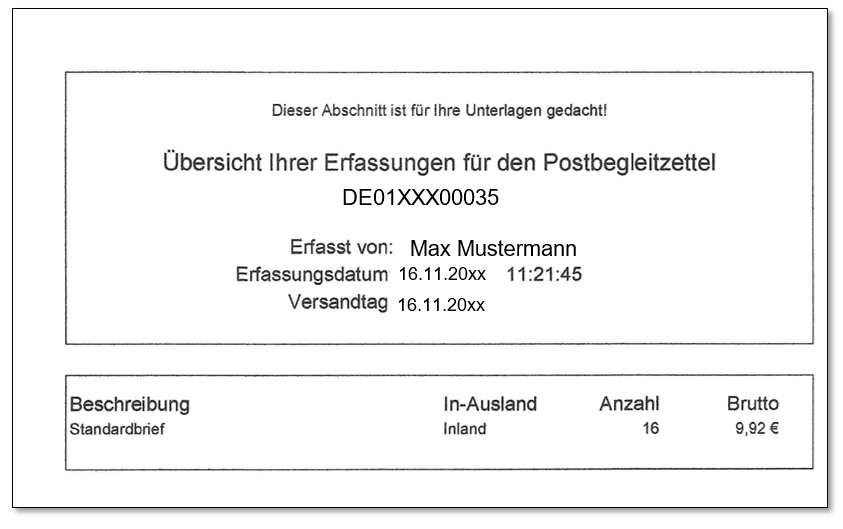 Dieser Abschnitt ist für Ihre Unterlagen gedacht!
Übersicht Ihrer Erfassungen für den Postbegleitzettel
DE01XXX00035
Erfasst von: Max Mustermann
Erfassungsdatum 16.11.20xx 11:21:45
Versandtag 16.11.20xx
Beschreibung In-Ausland Anzahl Brutto
Standardbrief Inland 16 9,92 €